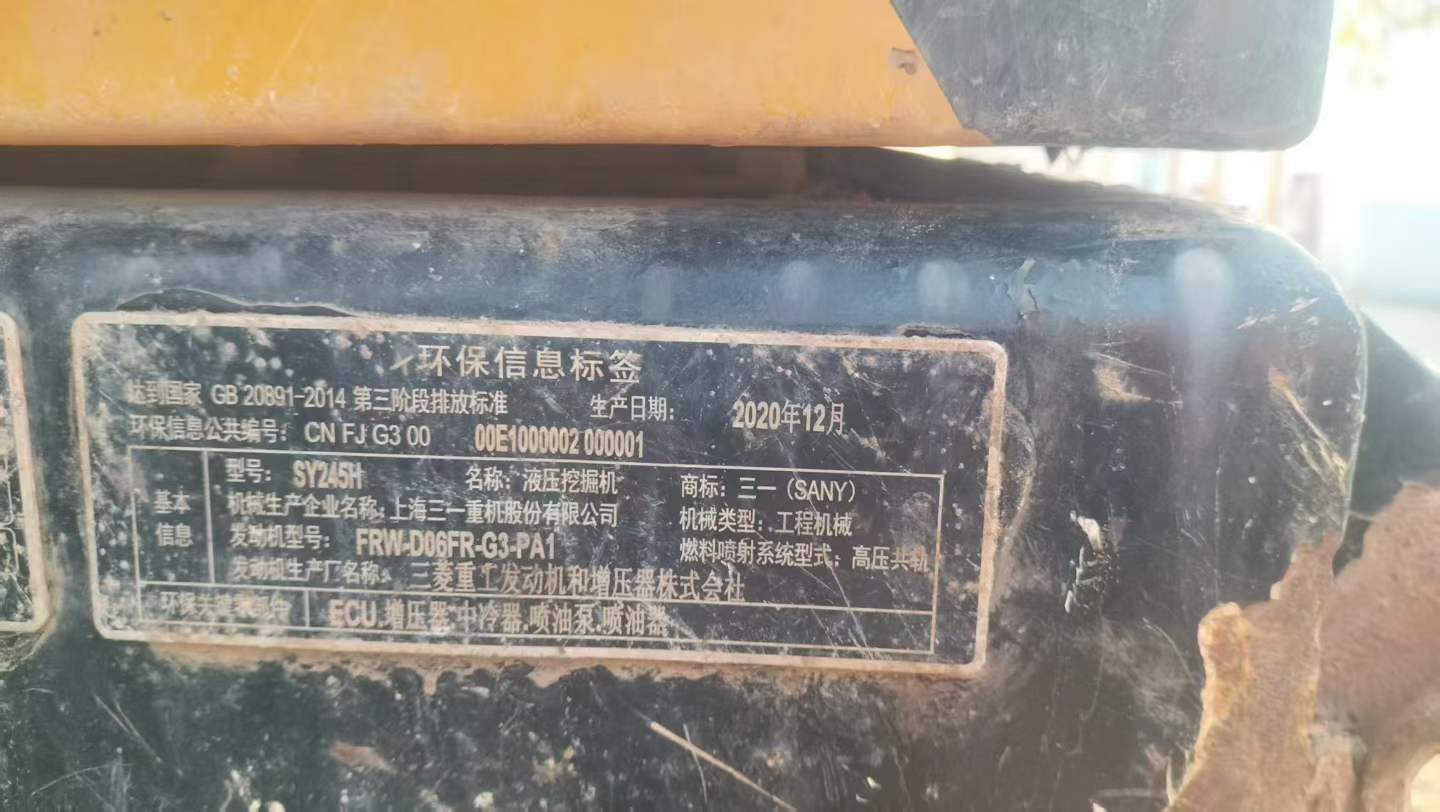 环保信息标签
达到国家 GB 20891-2014 第三阶段排放标准 生产日期： 2020年12月
环保信息公共编号： CN FJ G3 00 00E1000002 000001
基本信息
型号： SY245H 名称：液压挖掘机 商标：三一（SANY）
机械生产企业名称：上海三一重机股份有限公司 机械类型：工程机械
发动机型号： FRW-D06FR-G3-PA1 燃料喷射系统型式：高压共轨
发动机生产厂名称： 三菱重工发动机和增压器株式会社
环保关 ECU.增压器.中冷器.喷油泵.喷油器